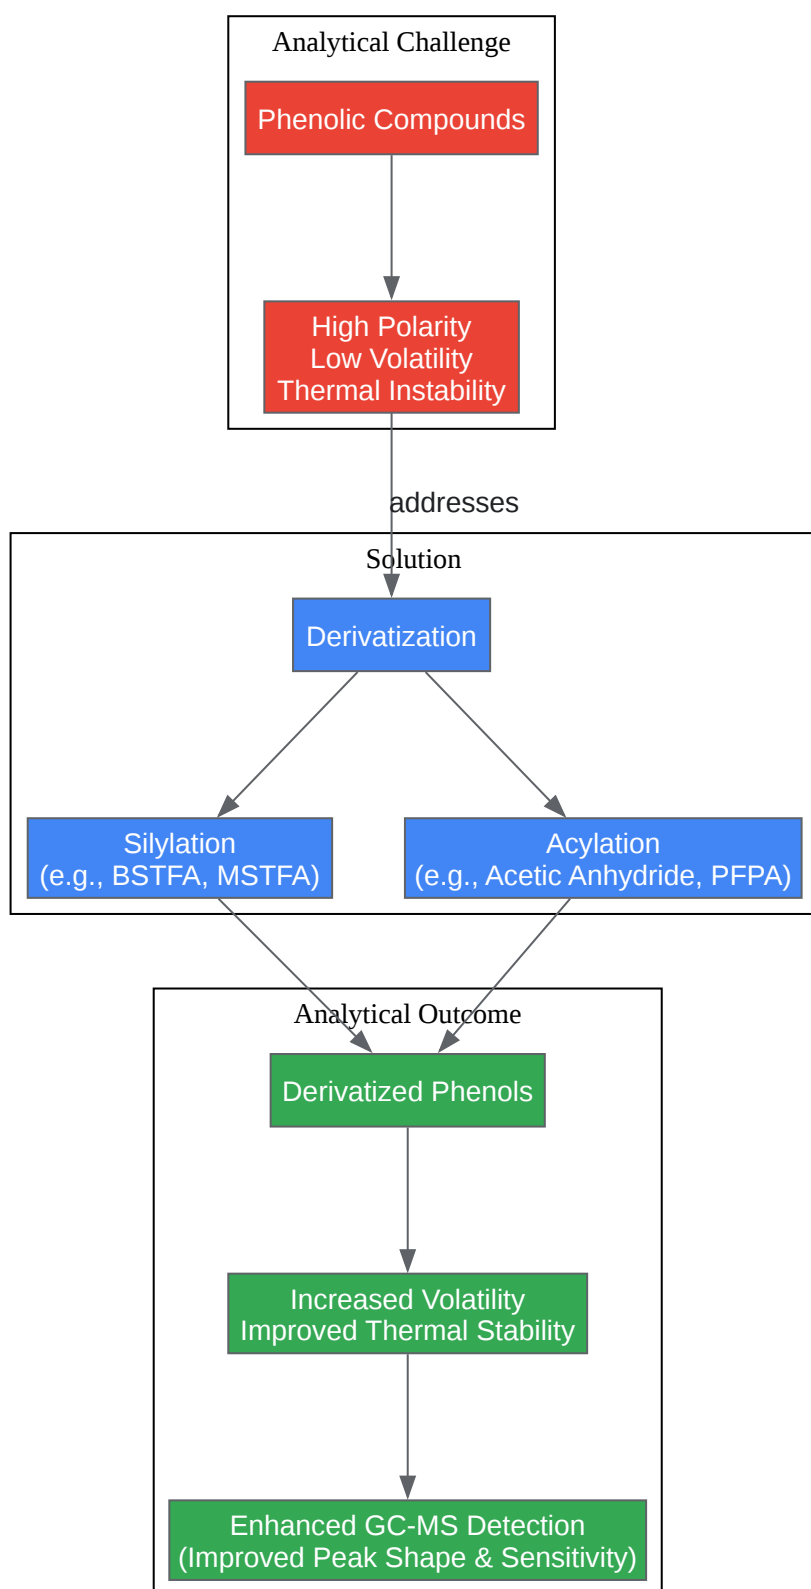 Analytical Challenge
Phenolic Compounds
High Polarity
Low Volatility
Thermal Instability
addresses
Solution
Derivatization
Silylation
(e.g., BSTFA, MSTFA)
Acylation
(e.g., Acetic Anhydride, PFPA)
Analytical Outcome
Derivatized Phenols
Increased Volatility
Improved Thermal Stability
Enhanced GC-MS Detection
(Improved Peak Shape & Sensitivity)